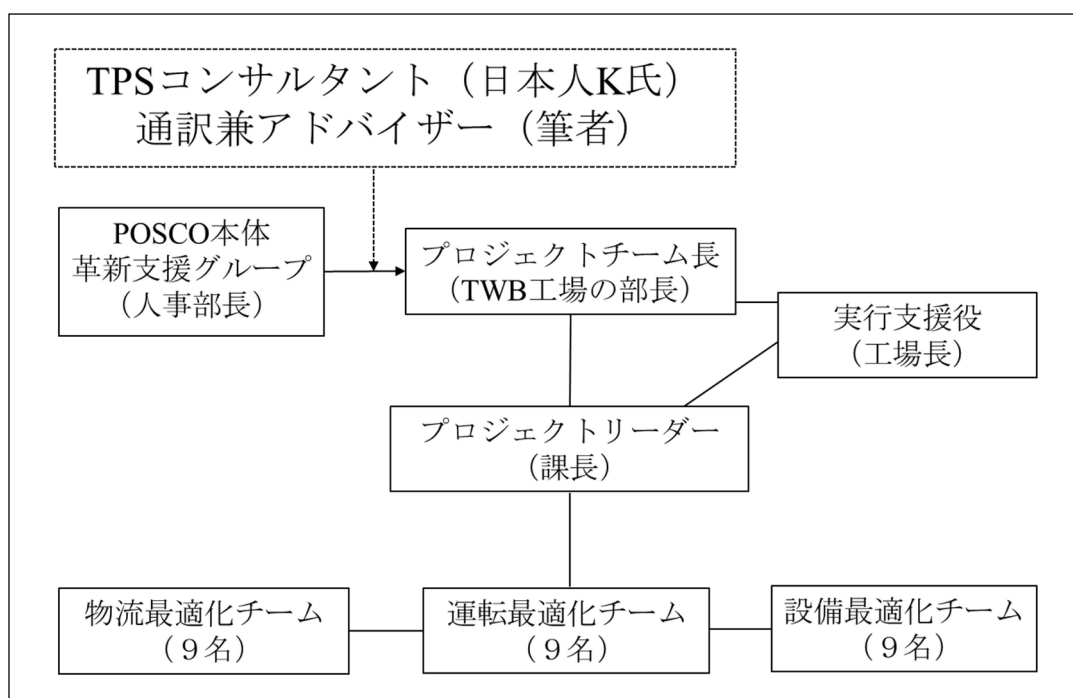 TPSコンサルタント（日本人K氏）
通訳兼アドバイザー（筆者）
POSCO本体
革新支援グループ
（人事部長）
プロジェクトチーム長
（TWB工場の部長）
実行支援役
（工場長）
プロジェクトリーダー
（課長）
物流最適化チーム
（９名）
運転最適化チーム
（９名）
設備最適化チーム
（９名）